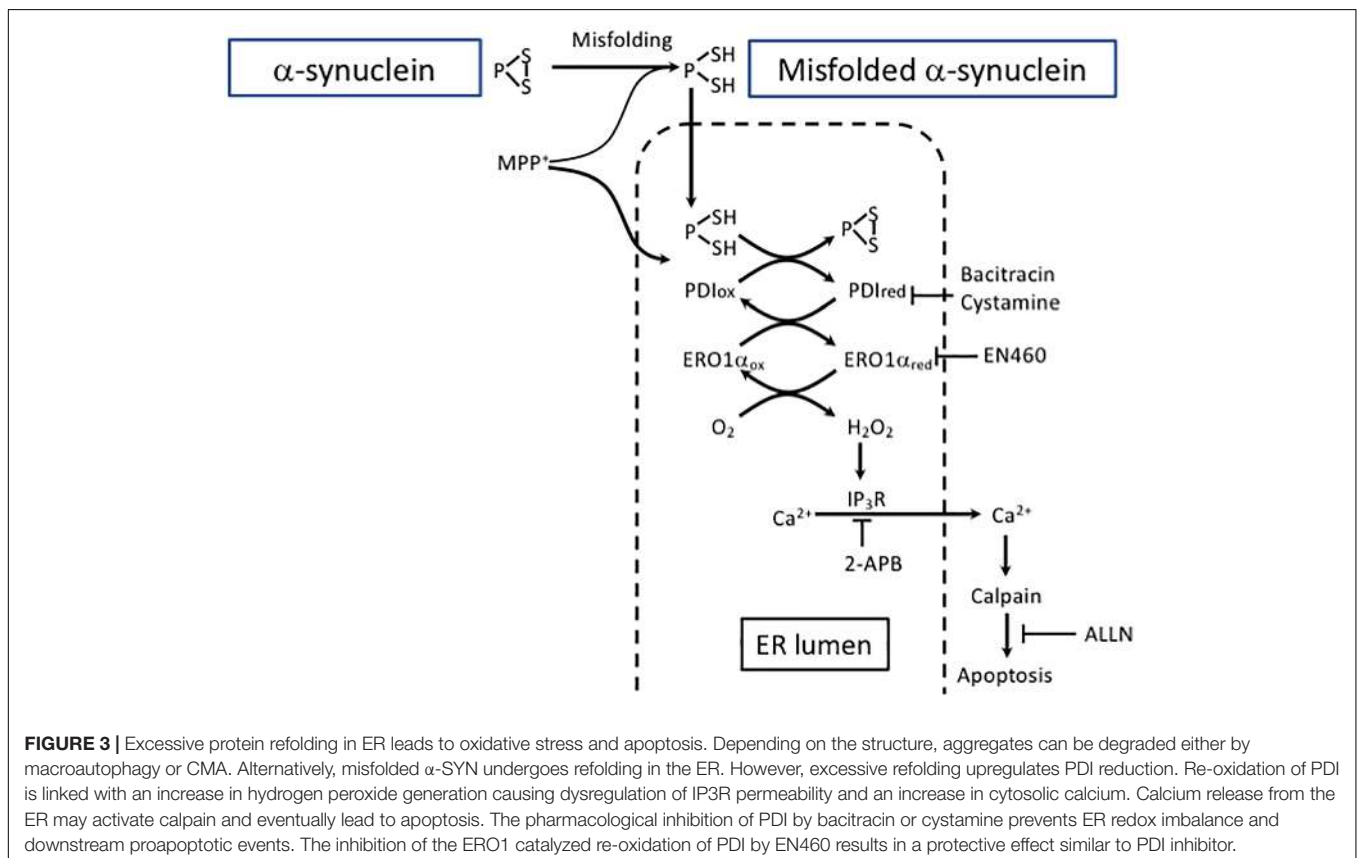 Misfolding
α-synuclein
P S S
P SH SH
Misfolded α-synuclein
MPP⁺
P SH SH
P S S
PDIox
PDIred
Bacitracin
Cystamine
ERO1αox
ERO1αred
EN460
O₂
H₂O₂
IP₃R
Ca²⁺
Ca²⁺
2-APB
Calpain
ER lumen
ALLN
Apoptosis
FIGURE 3 | Excessive protein refolding in ER leads to oxidative stress and apoptosis. Depending on the structure, aggregates can be degraded either by
macroautophagy or CMA. Alternatively, misfolded α-SYN undergoes refolding in the ER. However, excessive refolding upregulates PDI reduction. Re-oxidation of PDI
is linked with an increase in hydrogen peroxide generation causing dysregulation of IP3R permeability and an increase in cytosolic calcium. Calcium release from the
ER may activate calpain and eventually lead to apoptosis. The pharmacological inhibition of PDI by bacitracin or cystamine prevents ER redox imbalance and
downstream proapoptotic events. The inhibition of the ERO1 catalyzed re-oxidation of PDI by EN460 results in a protective effect similar to PDI inhibitor.